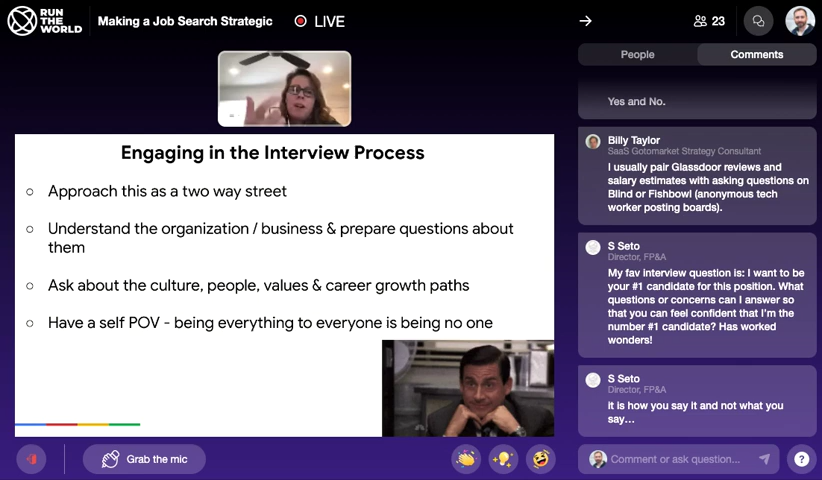 RUN
THE
WORLD
Making a Job Search Strategic
LIVE
23
People
Comments
Engaging in the Interview Process
Approach this as a two way street
Understand the organization / business & prepare questions about
them
Ask about the culture, people, values & career growth paths
Have a self POV - being everything to everyone is being no one
Grab the mic
Yes and No.
Billy Taylor
SaaS Gotomarket Strategy Consultant
I usually pair Glassdoor reviews and
salary estimates with asking questions on
Blind or Fishbowl (anonymous tech
worker posting boards).
S Seto
Director, FP&A
My fav interview question is: I want to be
your #1 candidate for this position. What
questions or concerns can I answer so
that you can feel confident that I'm the
number #1 candidate? Has worked
wonders!
S Seto
Director, FP&A
it is how you say it and not what you
say...
Comment or ask question...
?